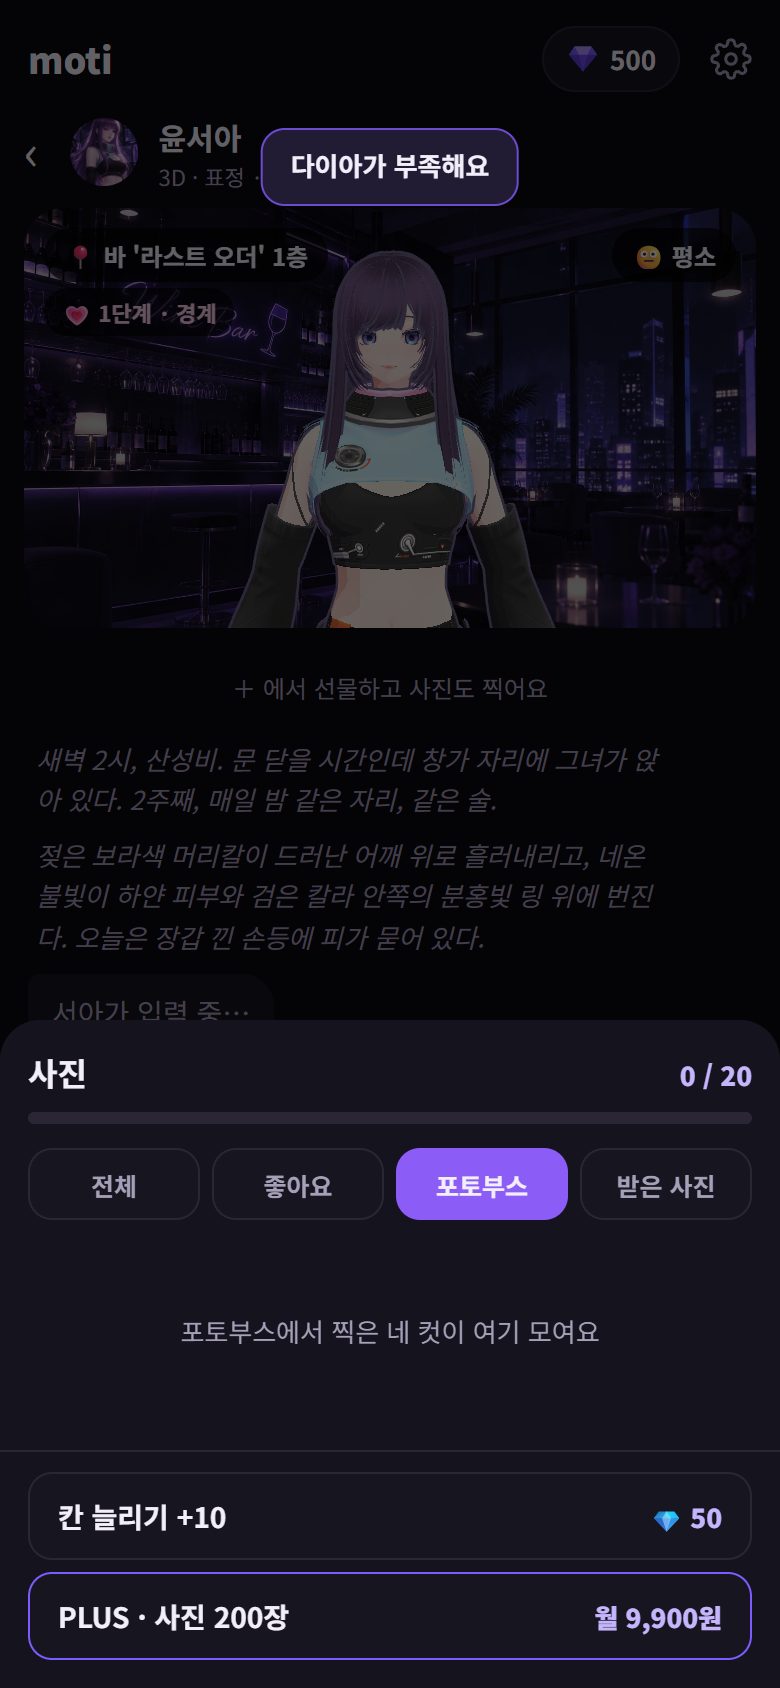 moti
500
윤서아
다이아가 부족해요
3D · 표정 ·
바 '라스트 오더' 1층
평소
1단계 · 경계
Bar
+ 에서 선물하고 사진도 찍어요
새벽 2시, 산성비. 문 닫을 시간인데 창가 자리에 그녀가 앉
아 있다. 2주째, 매일 밤 같은 자리, 같은 술.
젖은 보라색 머리칼이 드러난 어깨 위로 흘러내리고, 네온
불빛이 하얀 피부와 검은 칼라 안쪽의 분홍빛 링 위에 번진
다. 오늘은 장갑 낀 손등에 피가 묻어 있다.
서아가 입력 중…
사진
0 / 20
전체
좋아요
포토부스
받은 사진
포토부스에서 찍은 네 컷이 여기 모여요
칸 늘리기 +10
50
PLUS · 사진 200장
월 9,900원